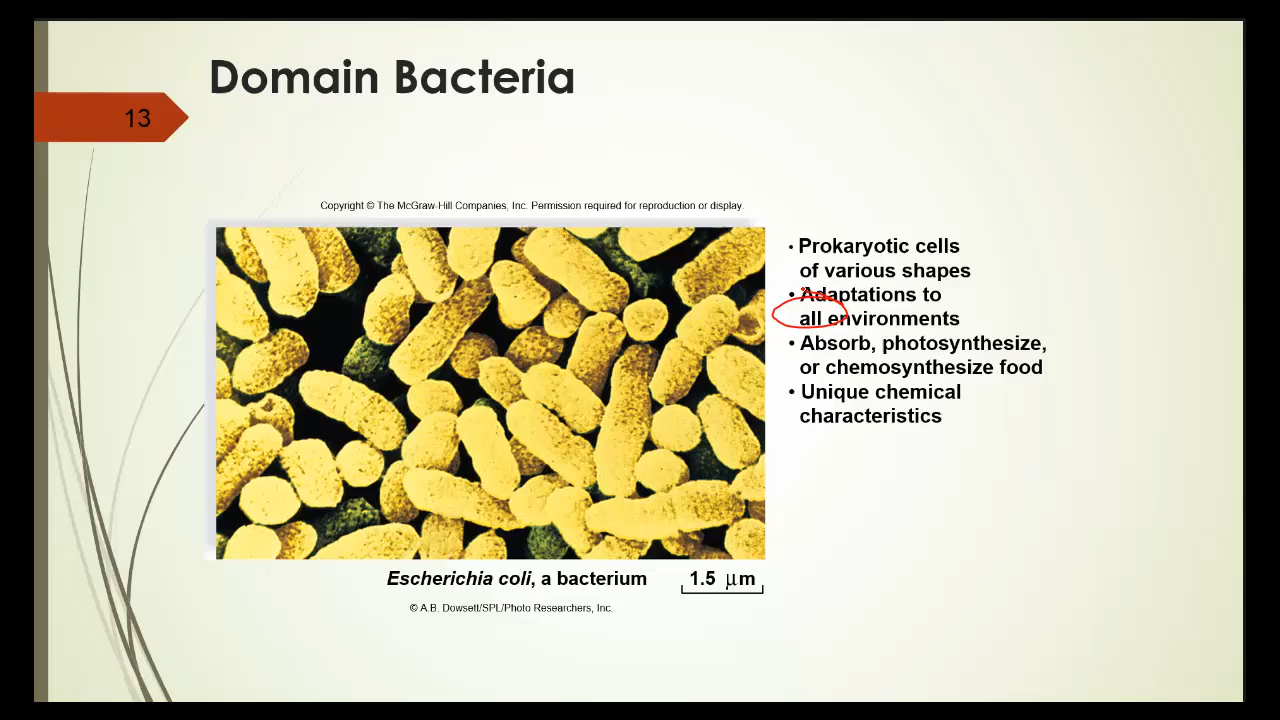 Domain Bacteria
13
Copyright © The McGraw-Hill Companies, Inc. Permission required for reproduction or display.
• Prokaryotic cells
of various shapes
• Adaptations to
all environments
• Absorb, photosynthesize,
or chemosynthesize food
• Unique chemical
characteristics
Escherichia coli, a bacterium
1.5 μm
© A.B. Dowsett/SPL/Photo Researchers, Inc.